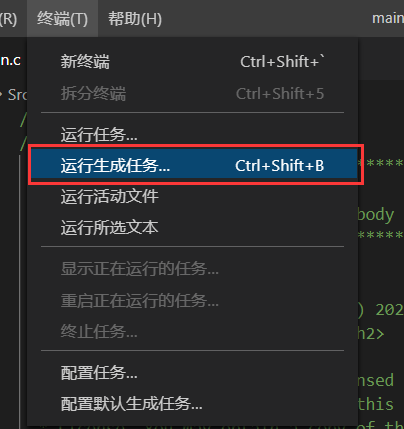 (R) 终端(T) 帮助(H) main
n.c
新终端 Ctrl+Shift+`
Src
拆分终端 Ctrl+Shift+5
/
运行任务...
/
运行生成任务... Ctrl+Shift+B
运行活动文件
运行所选文本
body
显示正在运行的任务...
重启正在运行的任务...
) 202
终止任务...
h2>
配置任务...
nsed
配置默认生成任务...
this
of th